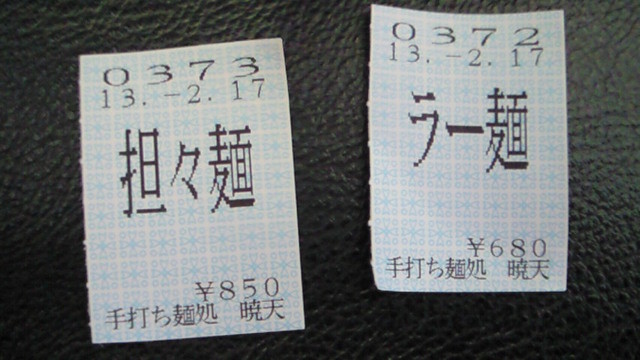 0373
13.-2.17
担々麺
¥850
手打ち麺処 暁天
0372
13.-2.17
ラー麺
¥680
手打ち麺処 暁天